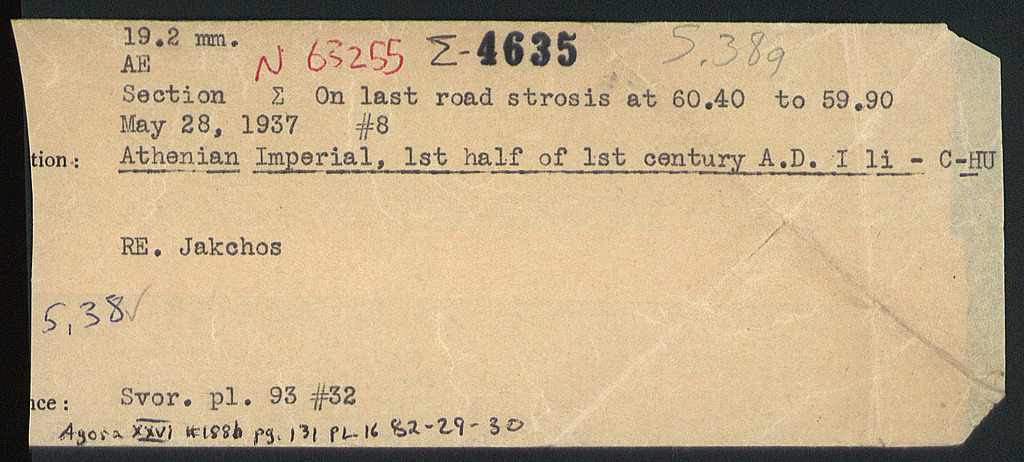 19.2 mm.
AE N 63255 Σ-4635 5.38g
Section Σ On last road strosis at 60.40 to 59.90
May 28, 1937 #8
tion: Athenian Imperial, 1st half of 1st century A.D. I li - C-HU
RE. Jakchos
5,38✓
nce: Svor. pl. 93 #32
Agora XXVI #188b pg. 131 PL 16 82-29-30